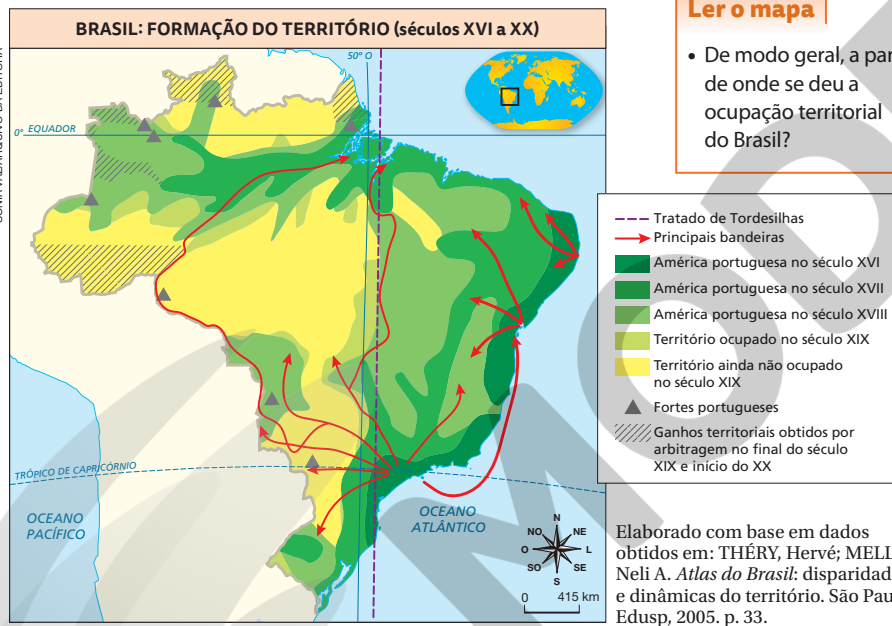 BRASIL: FORMAÇÃO DO TERRITÓRIO (séculos XVI a XX)
50º O
0º EQUADOR
TRÓPICO DE CAPRICÓRNIO
OCEANO
PACÍFICO
OCEANO
ATLÂNTICO
N
NO
NE
O
L
SO
SE
S
0 415 km
Ler o mapa
• De modo geral, a par
de onde se deu a
ocupação territorial
do Brasil?
Tratado de Tordesilhas
Principais bandeiras
América portuguesa no século XVI
América portuguesa no século XVII
América portuguesa no século XVIII
Território ocupado no século XIX
Território ainda não ocupado
no século XIX
Fortes portugueses
Ganhos territoriais obtidos por
arbitragem no final do século
XIX e início do XX
Elaborado com base em dados
obtidos em: THÉRY, Hervé; MELL
Neli A. Atlas do Brasil: disparidad
e dinâmicas do território. São Pau
Edusp, 2005. p. 33.